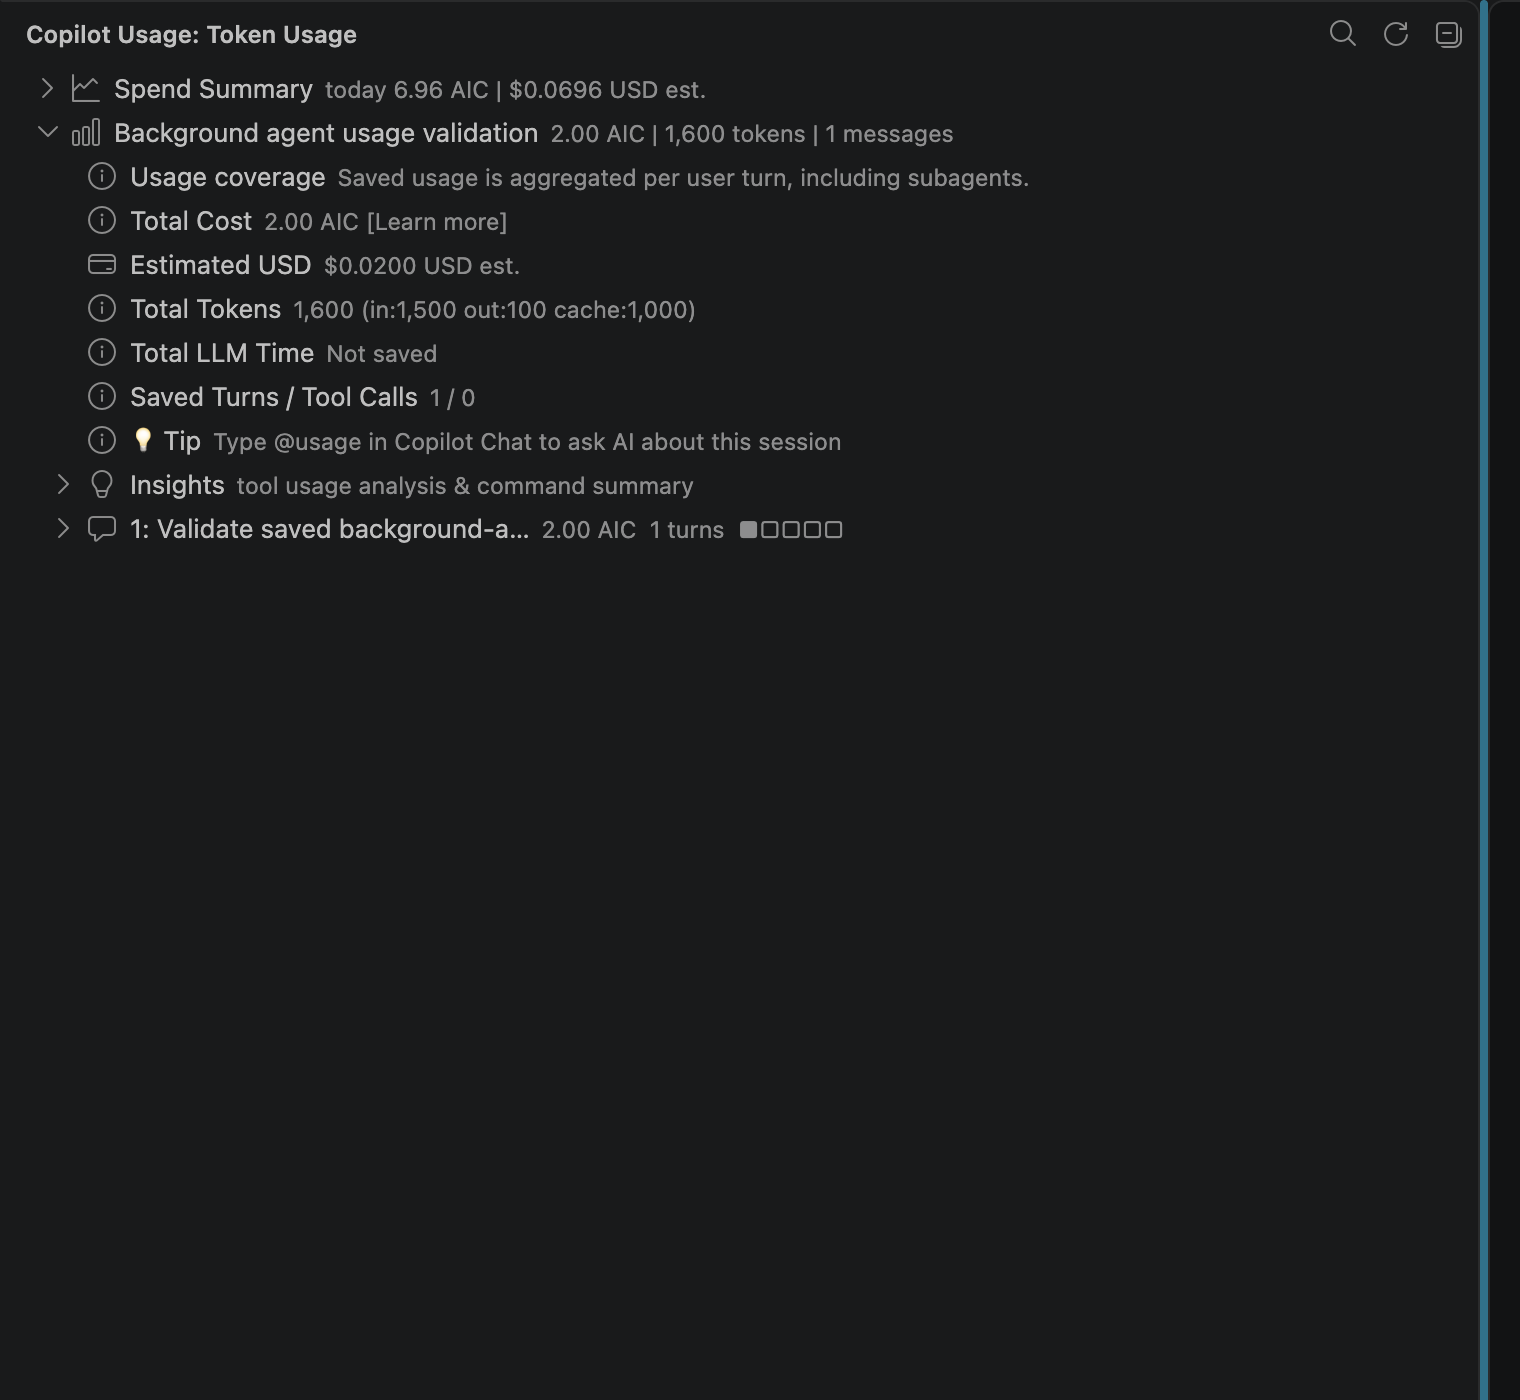 Copilot Usage: Token Usage
Spend Summary today 6.96 AIC | $0.0696 USD est.
Background agent usage validation 2.00 AIC | 1,600 tokens | 1 messages
Usage coverage Saved usage is aggregated per user turn, including subagents.
Total Cost 2.00 AIC [Learn more]
Estimated USD $0.0200 USD est.
Total Tokens 1,600 (in:1,500 out:100 cache:1,000)
Total LLM Time Not saved
Saved Turns / Tool Calls 1 / 0
💡 Tip Type @usage in Copilot Chat to ask AI about this session
Insights tool usage analysis & command summary
1: Validate saved background-a... 2.00 AIC 1 turns ■□□□□